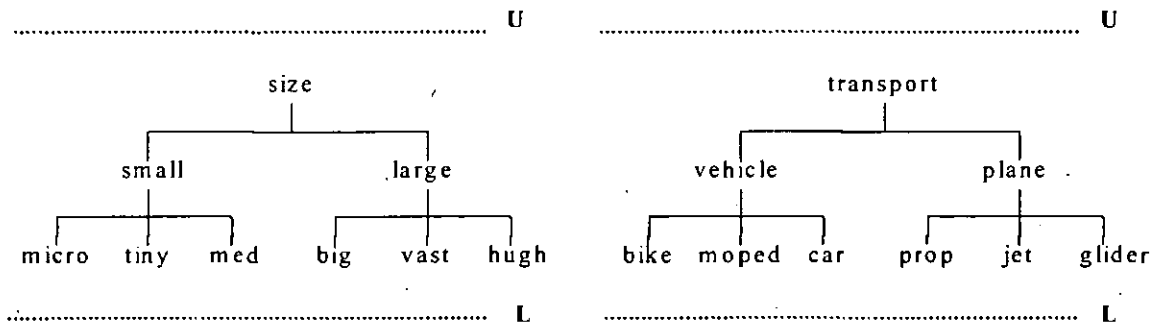 U U
size transport
small large vehicle plane
micro tiny med big vast hugh bike moped car prop jet glider
L L